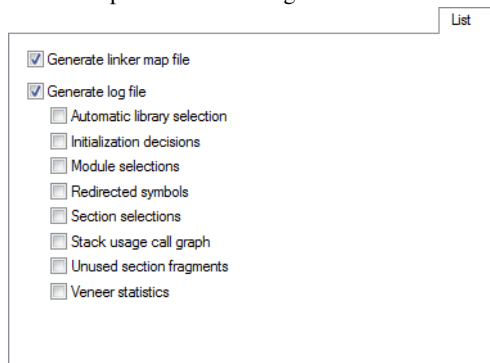 List
Generate linker map file
Generate log file
Automatic library selection
Initialization decisions
Module selections
Redirected symbols
Section selections
Stack usage call graph
Unused section fragments
Veneer statistics